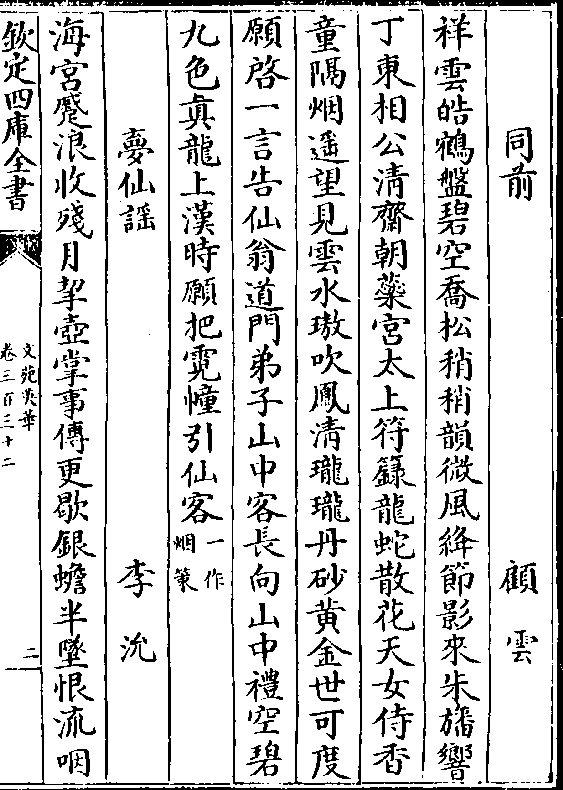 同前　顧雲
祥雲皓鶴盤碧空喬松稍稍韻微風絳節影來朱旛響
丁東相公清齋朝蘂宮太上符籙龍蛇散花天女侍香
童隔烟遥望見雲水璈吹鳳清瓏瓏丹砂黄金世可度
願啓一言告仙翁道門弟子山中客長向山中禮空碧
九色真龍上漢時願把霓幢引仙客一作烟策
夢仙謡　李沇
海宫蹙浪收殘月挈壺掌事傳更歇銀蟾半墜恨流咽
欽定四庫全書
文苑英華
卷三百三十二
二